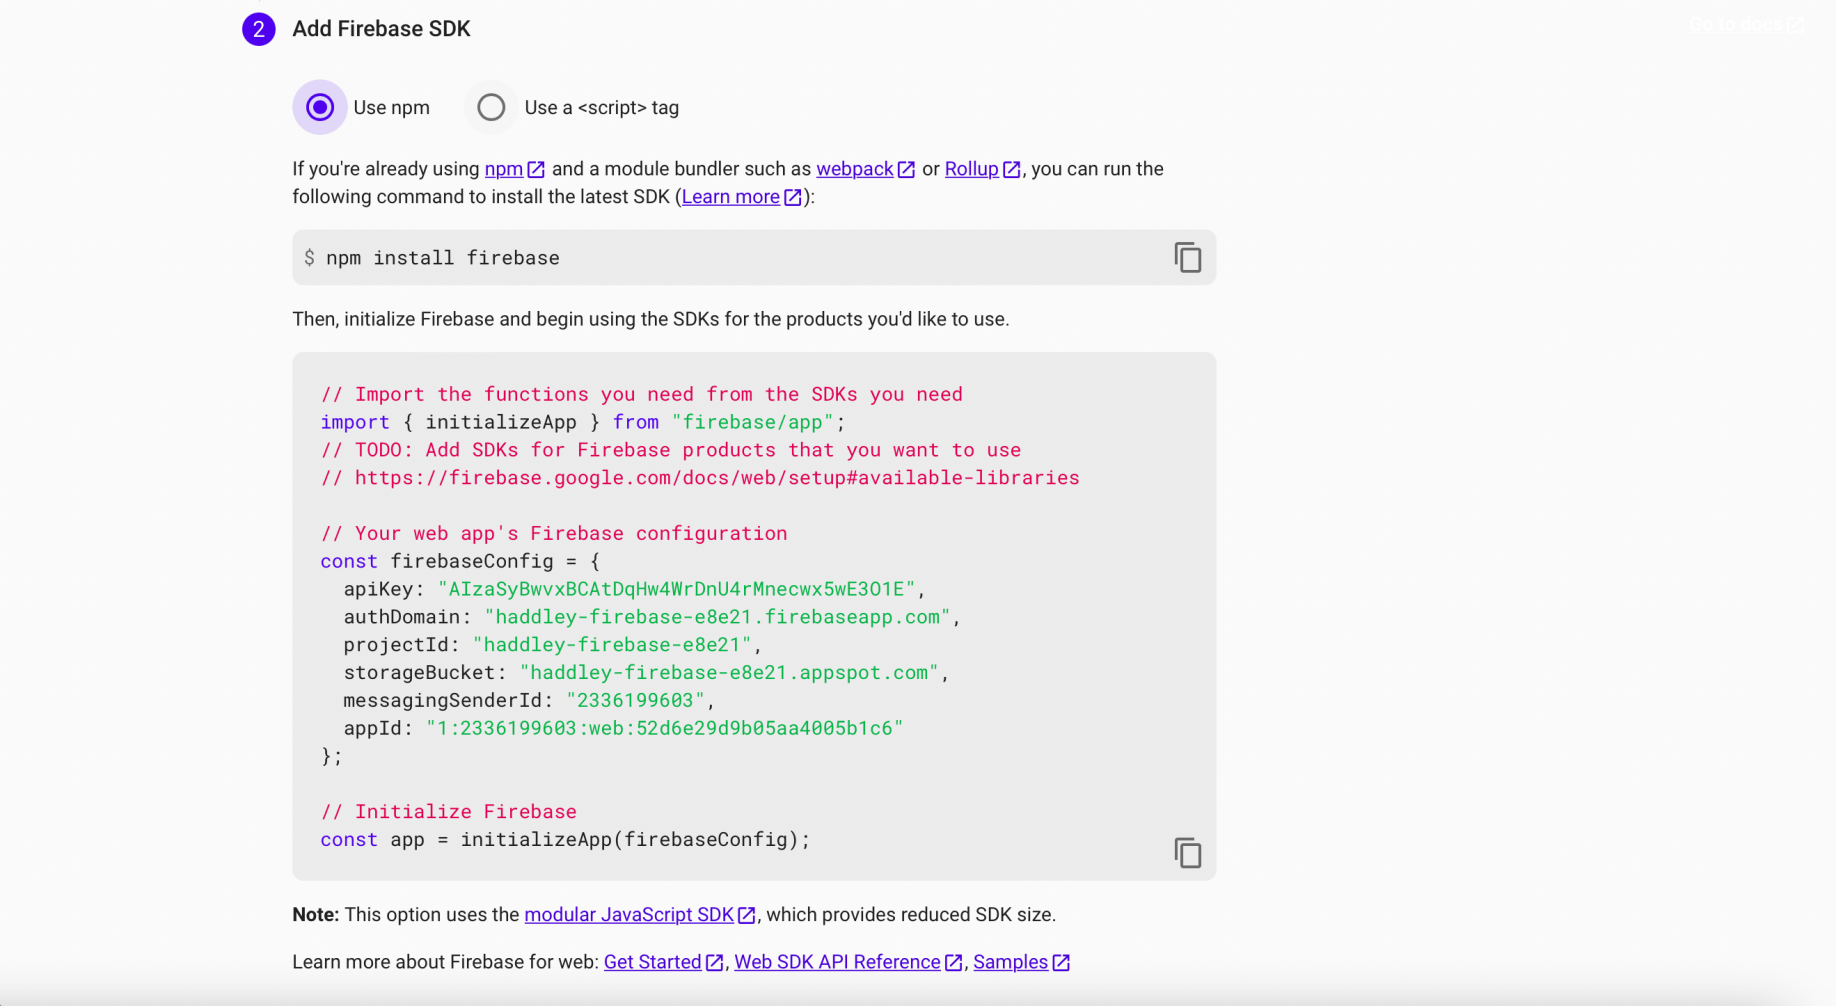 2 Add Firebase SDK
Go to docs
Use npm
Use a <script> tag
If you're already using npm and a module bundler such as webpack or Rollup, you can run the
following command to install the latest SDK (Learn more):
$ npm install firebase
Then, initialize Firebase and begin using the SDKs for the products you'd like to use.
// Import the functions you need from the SDKs you need
import { initializeApp } from "firebase/app";
// TODO: Add SDKs for Firebase products that you want to use
// https://firebase.google.com/docs/web/setup#available-libraries
// Your web app's Firebase configuration
const firebaseConfig = {
apiKey: "AIzaSyBwvxBCAtDqHw4WrDnU4rMnecwx5wE3O1E",
authDomain: "haddley-firebase-e8e21.firebaseapp.com",
projectId: "haddley-firebase-e8e21",
storageBucket: "haddley-firebase-e8e21.appspot.com",
messagingSenderId: "2336199603",
appId: "1:2336199603:web:52d6e29d9b05aa4005b1c6"
};
// Initialize Firebase
const app = initializeApp(firebaseConfig);
Note: This option uses the modular JavaScript SDK, which provides reduced SDK size.
Learn more about Firebase for web: Get Started, Web SDK API Reference, Samples